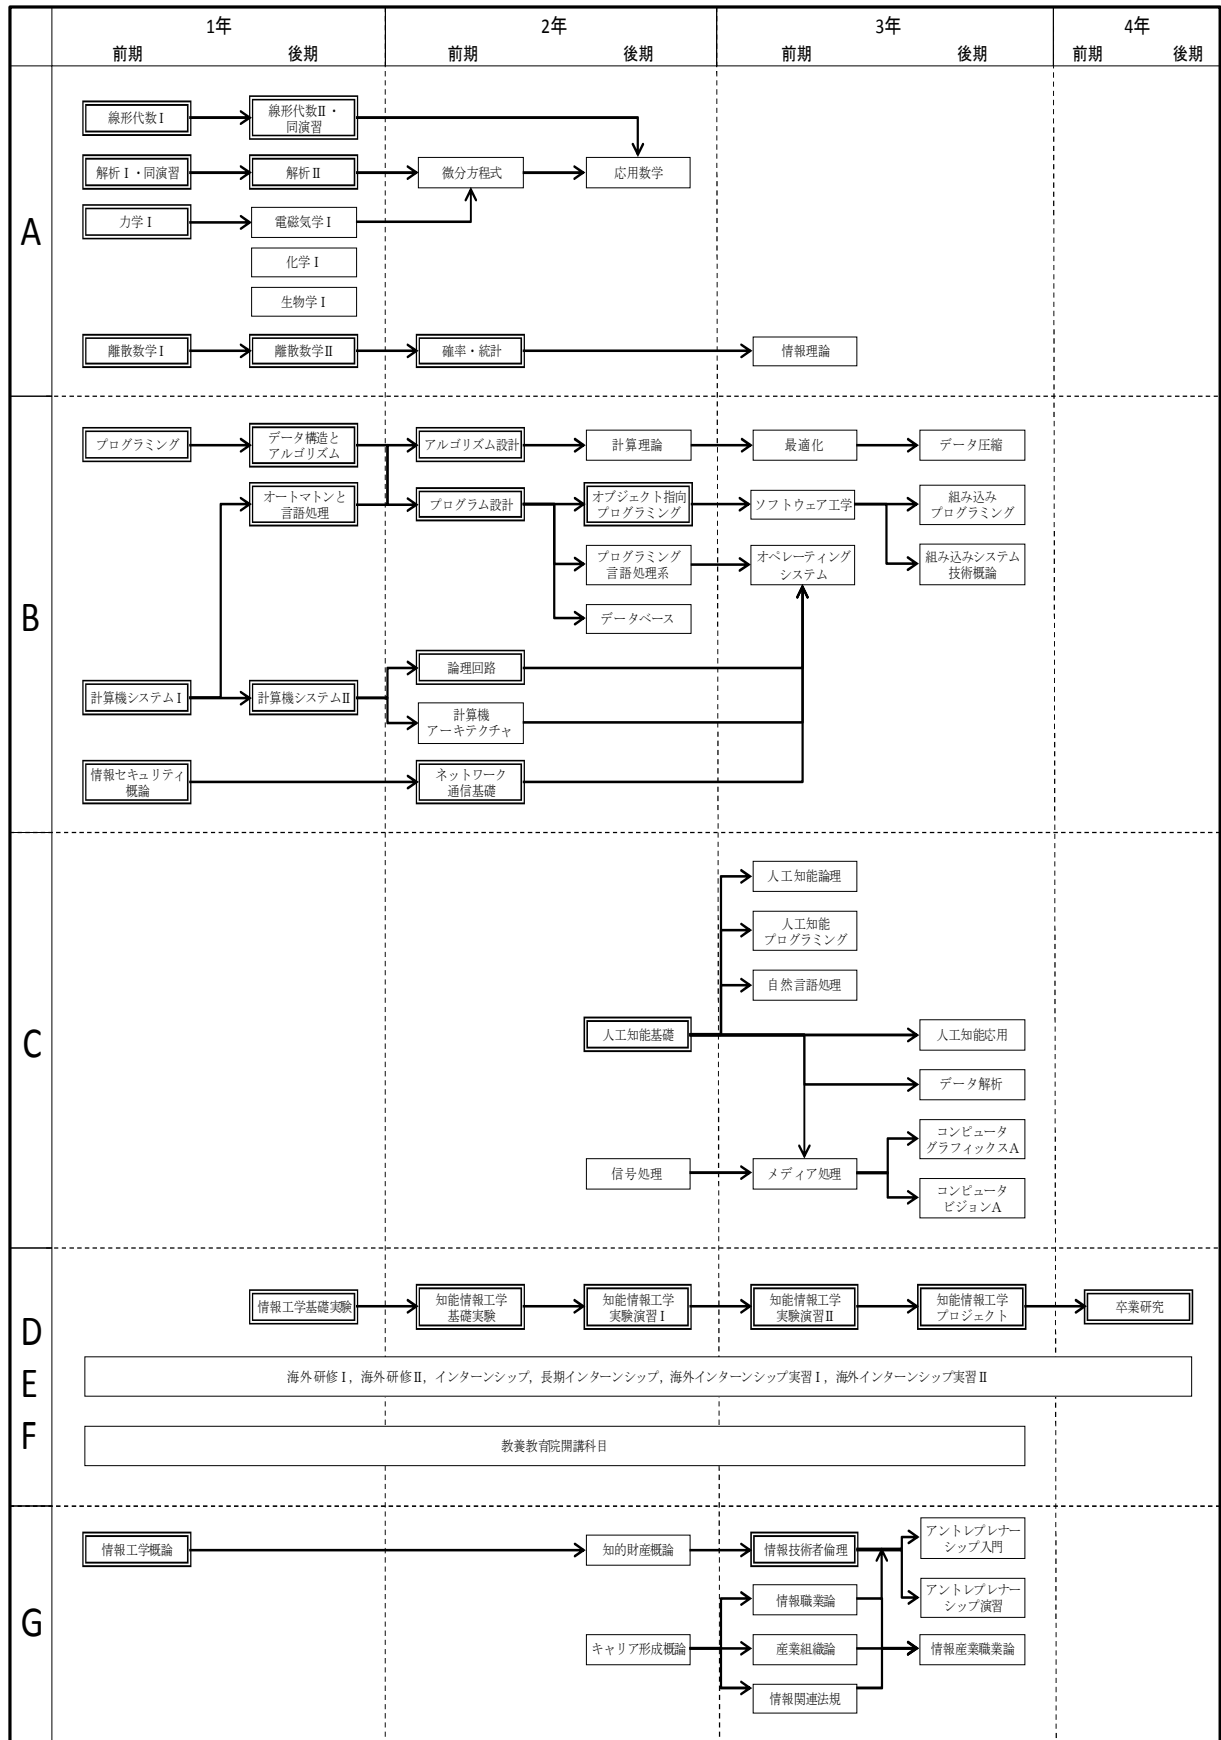 1年
2年
3年
4年
前期
後期
前期
後期
前期
後期
前期
後期
A
線形代数Ⅰ
線形代数Ⅱ・
同演習
解析Ⅰ・同演習
解析Ⅱ
微分方程式
応用数学
力学Ⅰ
電磁気学Ⅰ
化学Ⅰ
生物学Ⅰ
離散数学Ⅰ
離散数学Ⅱ
確率・統計
情報理論
B
プログラミング
データ構造と
アルゴリズム
アルゴリズム設計
計算理論
最適化
データ圧縮
オートマトンと
言語処理
プログラム設計
オブジェクト指向
プログラミング
ソフトウェア工学
組み込み
プログラミング
プログラミング
言語処理系
オペレーティング
システム
組み込みシステム
技術概論
データベース
論理回路
計算機システムⅠ
計算機システムⅡ
計算機
アーキテクチャ
情報セキュリティ
概論
ネットワーク
通信基礎
C
人工知能論理
人工知能
プログラミング
自然言語処理
人工知能基礎
人工知能応用
データ解析
コンピュータ
グラフィックスA
信号処理
メディア処理
コンピュータ
ビジョンA
D
情報工学基礎実験
知能情報工学
基礎実験
知能情報工学
実験演習Ⅰ
知能情報工学
実験演習Ⅱ
知能情報工学
プロジェクト
卒業研究
E
海外研修Ⅰ，海外研修Ⅱ，インターンシップ，長期インターンシップ，海外インターンシップ実習Ⅰ，海外インターンシップ実習Ⅱ
F
教養教育院開講科目
G
情報工学概論
知的財産概論
情報技術者倫理
アントレプレナー
シップ入門
情報職業論
アントレプレナー
シップ演習
キャリア形成概論
産業組織論
情報産業職業論
情報関連法規